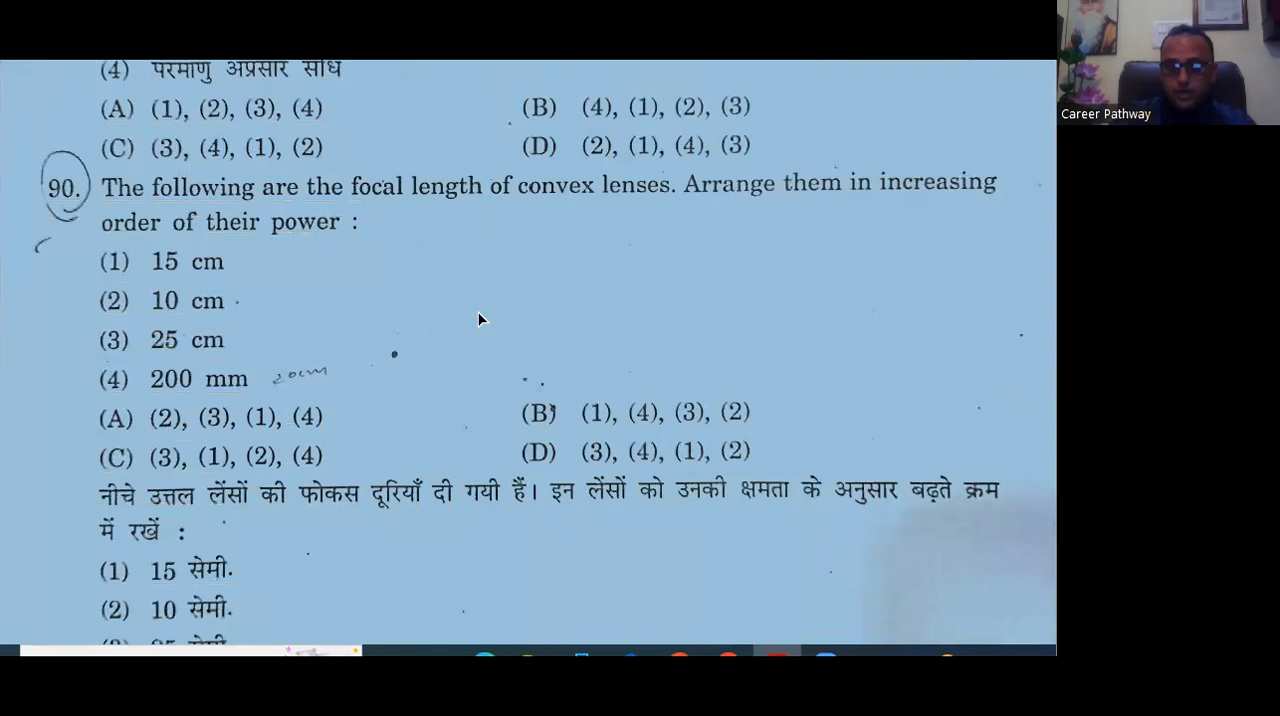 (4) परमाणु अप्रसार संधि
(A) (1), (2), (3), (4) (B) (4), (1), (2), (3)
(C) (3), (4), (1), (2) (D) (2), (1), (4), (3)
90. The following are the focal length of convex lenses. Arrange them in increasing
order of their power :
(1) 15 cm
(2) 10 cm
(3) 25 cm
(4) 200 mm 20cm
(A) (2), (3), (1), (4) (B) (1), (4), (3), (2)
(C) (3), (1), (2), (4) (D) (3), (4), (1), (2)
नीचे उत्तल लेंसों की फोकस दूरियाँ दी गयी हैं। इन लेंसों को उनकी क्षमता के अनुसार बढ़ते क्रम
में रखें :
(1) 15 सेमी.
(2) 10 सेमी.
Career Pathway